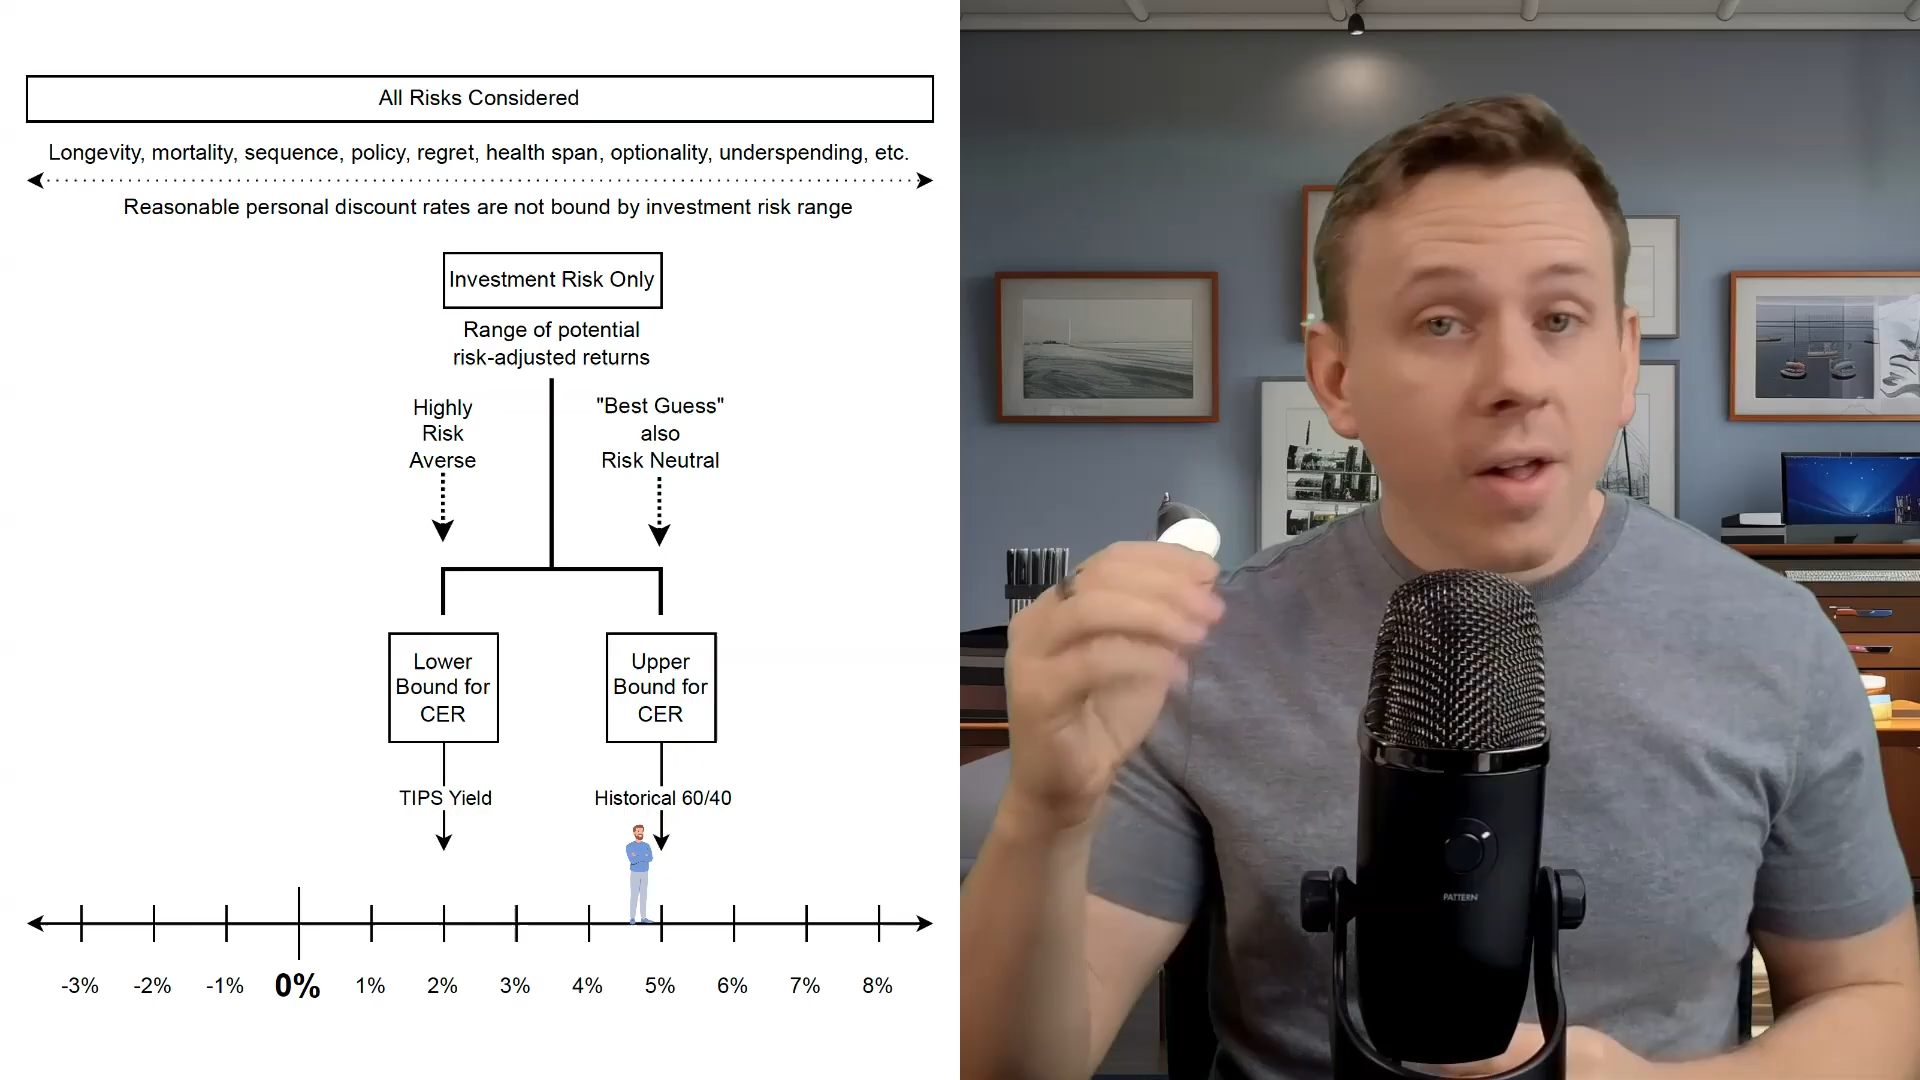 All Risks Considered
Longevity, mortality, sequence, policy, regret, health span, optionality, underspending, etc.
Reasonable personal discount rates are not bound by investment risk range
Investment Risk Only
Range of potential
risk-adjusted returns
Highly
Risk
Averse
"Best Guess"
also
Risk Neutral
Lower
Bound for
CER
Upper
Bound for
CER
TIPS Yield
Historical 60/40
-3% -2% -1% 0% 1% 2% 3% 4% 5% 6% 7% 8%
PATTERN